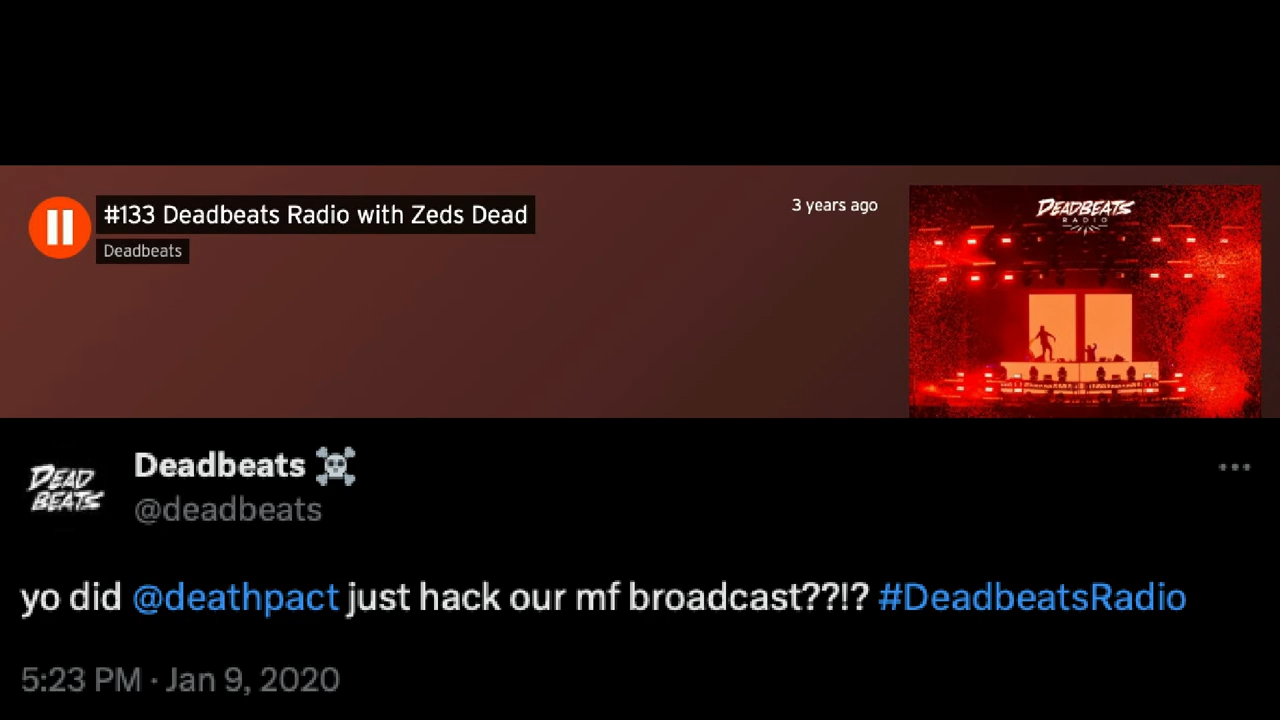 #133 Deadbeats Radio with Zeds Dead
Deadbeats
3 years ago
DEADBEATS
RADIO
DEAD
BEATS
Deadbeats ☠️
@deadbeats
yo did @deathpact just hack our mf broadcast??!? #DeadbeatsRadio
5:23 PM · Jan 9, 2020